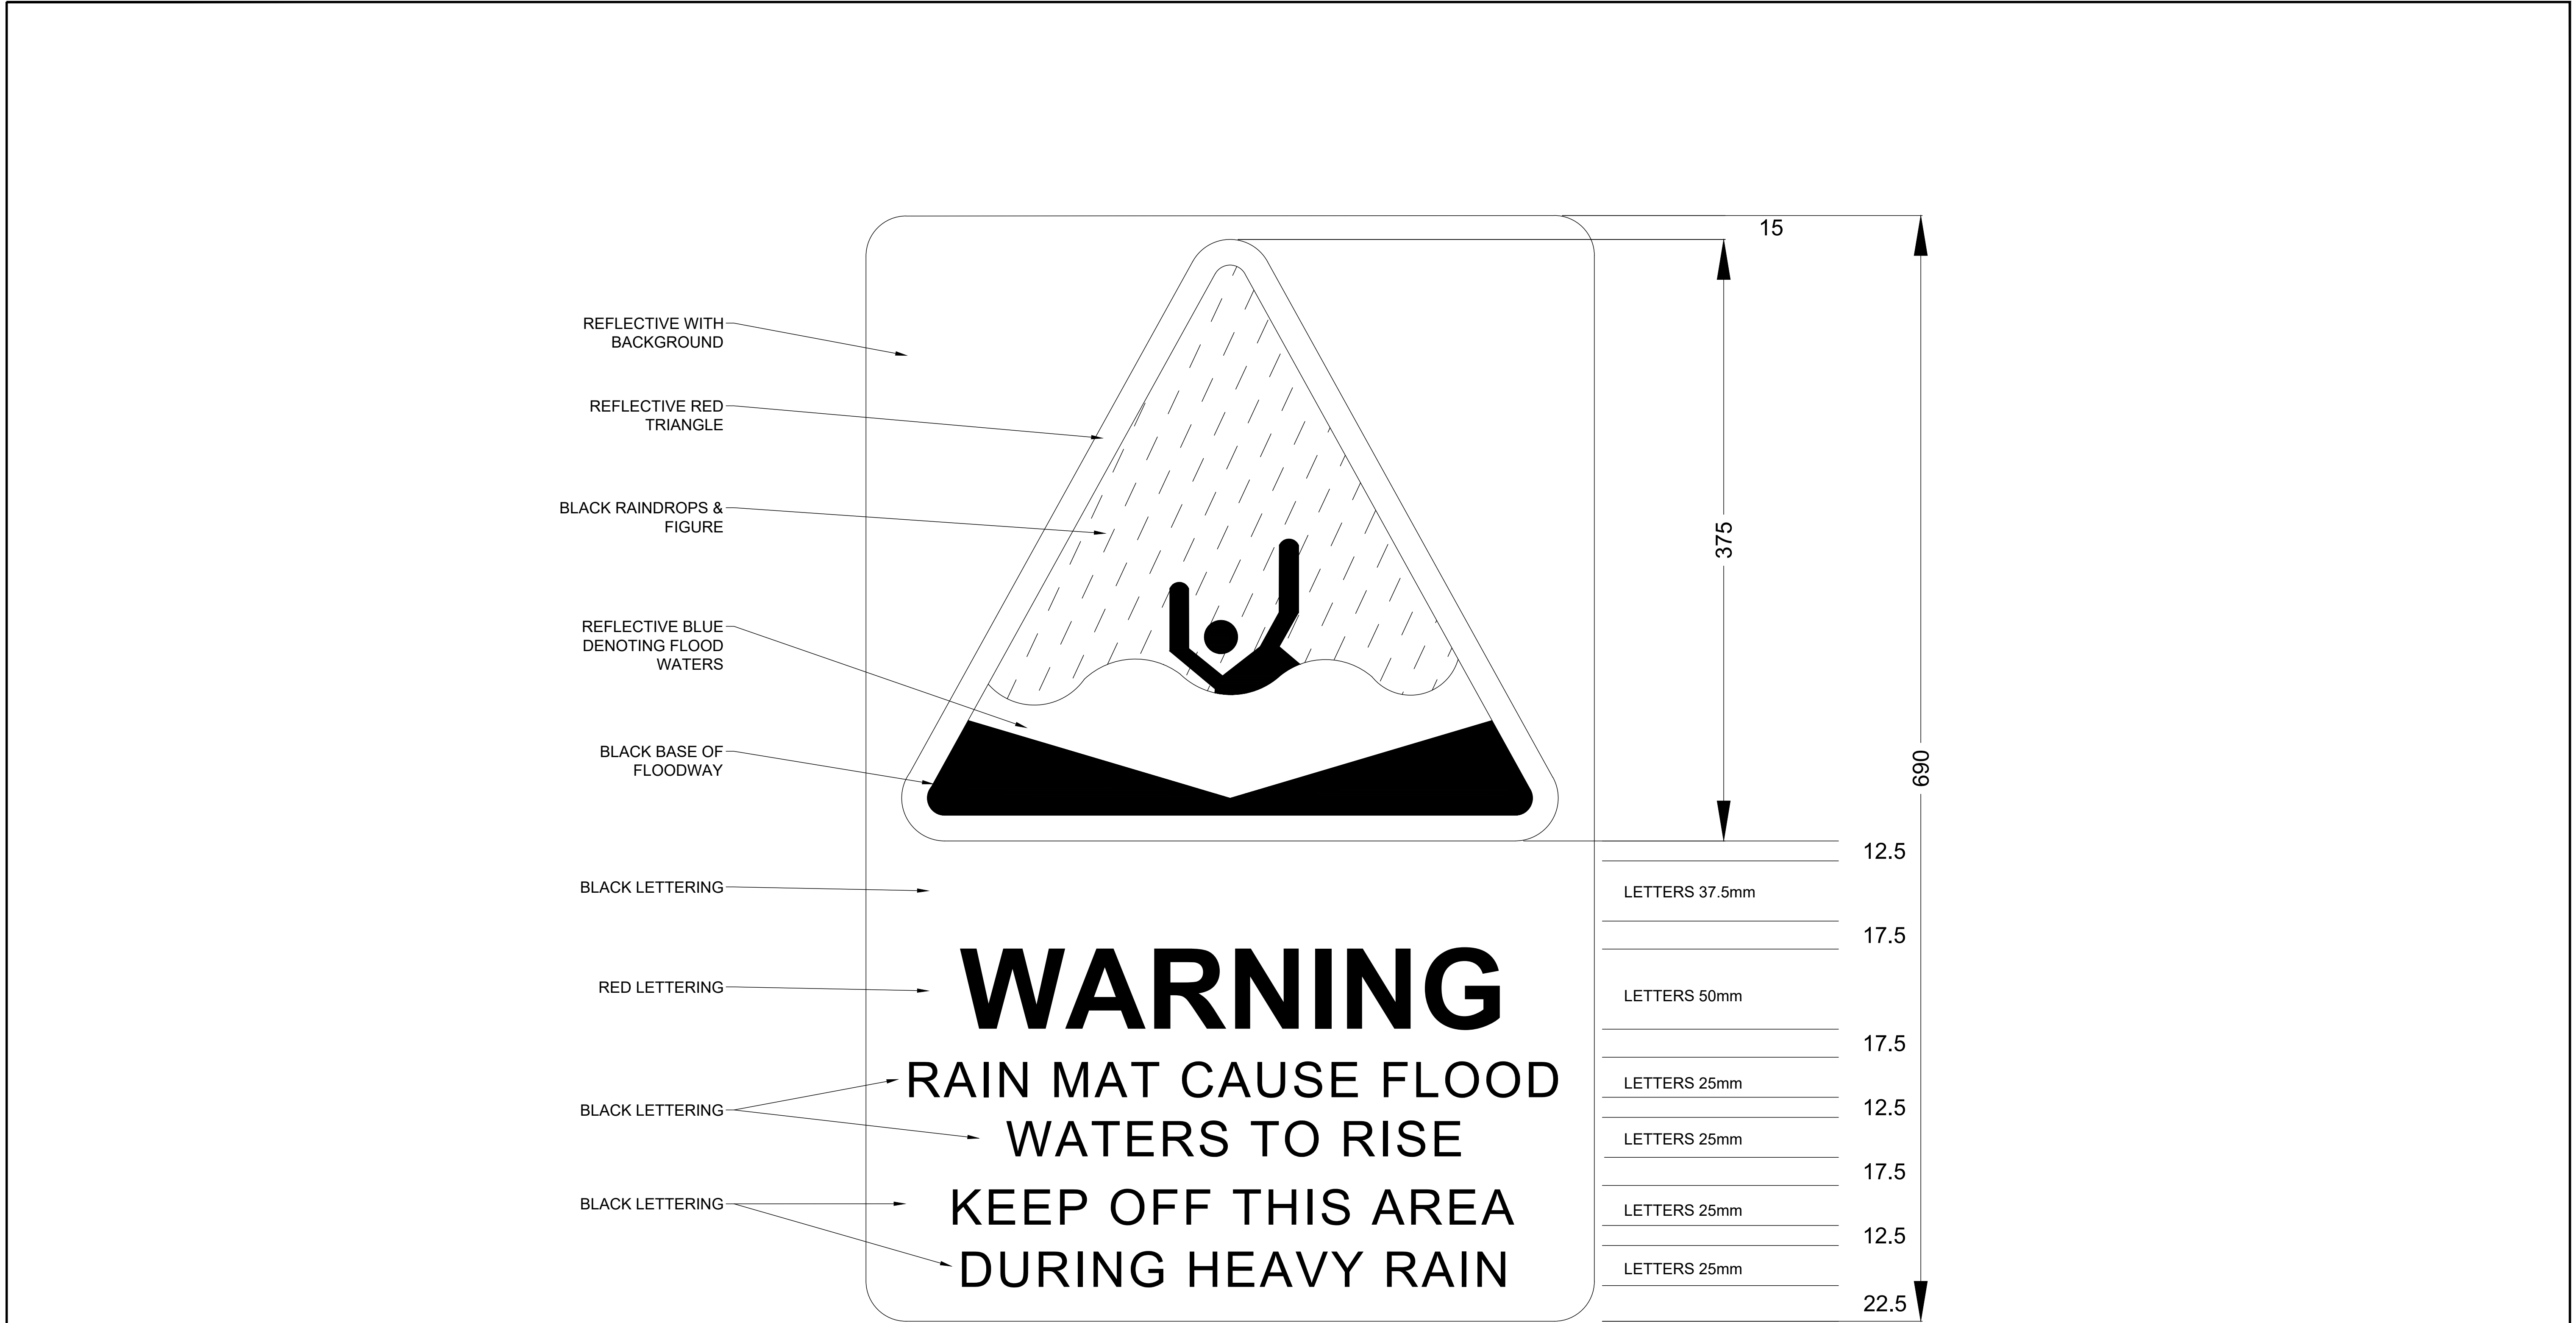 REFLECTIVE WITH
BACKGROUND
REFLECTIVE RED
TRIANGLE
BLACK RAINDROPS &
FIGURE
REFLECTIVE BLUE
DENOTING FLOOD
WATERS
BLACK BASE OF
FLOODWAY
BLACK LETTERING
RED LETTERING
BLACK LETTERING
BLACK LETTERING
WARNING
RAIN MAT CAUSE FLOOD
WATERS TO RISE
KEEP OFF THIS AREA
DURING HEAVY RAIN
LETTERS 37.5mm
LETTERS 50mm
LETTERS 25mm
LETTERS 25mm
LETTERS 25mm
LETTERS 25mm
15
375
690
12.5
17.5
17.5
12.5
17.5
12.5
22.5